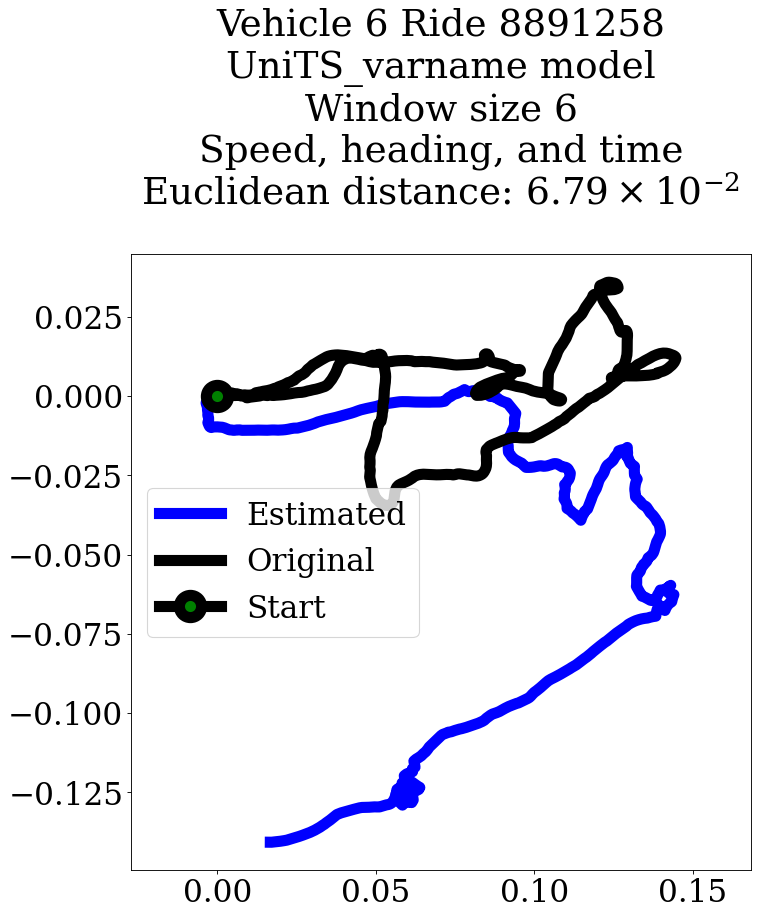 Vehicle 6 Ride 8891258
UniTS_varname model
Window size 6
Speed, heading, and time
Euclidean distance: 6.79 × 10⁻²
0.025
0.000
−0.025
−0.050
−0.075
−0.100
−0.125
Estimated
Original
Start
0.00 0.05 0.10 0.15